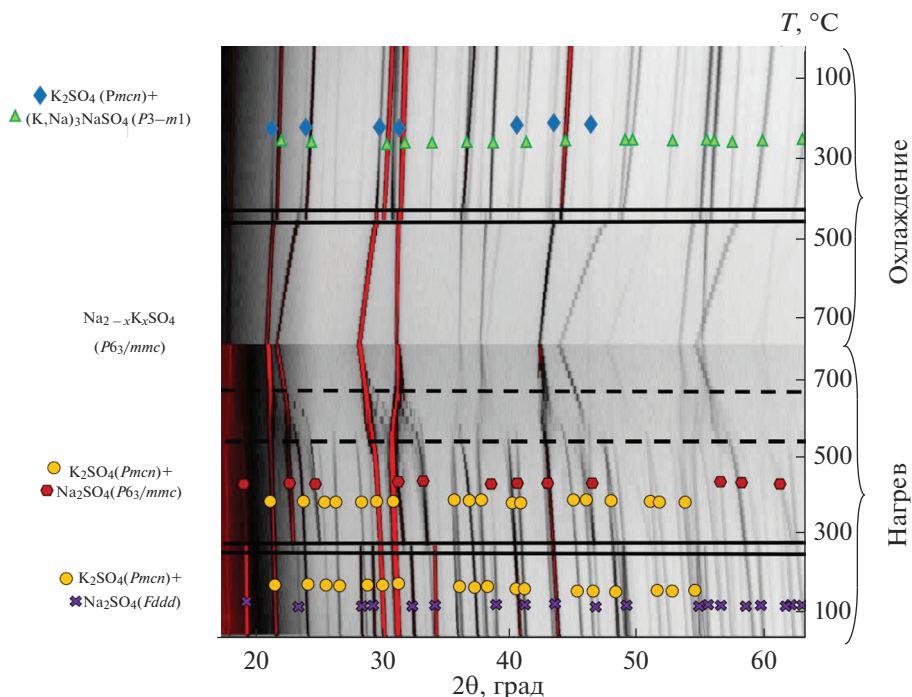 T, °C
K₂SO₄ (Pmcn)+
(K,Na)₃NaSO₄ (P3–m1)
100
300
500
700
Охлаждение
Na₂₋ₓKₓSO₄
(P6₃/mmc)
700
500
300
100
Нагрев
K₂SO₄(Pmcn)+
Na₂SO₄(P6₃/mmc)
K₂SO₄(Pmcn)+
Na₂SO₄(Fddd)
20 30 40 50 60
2θ, град